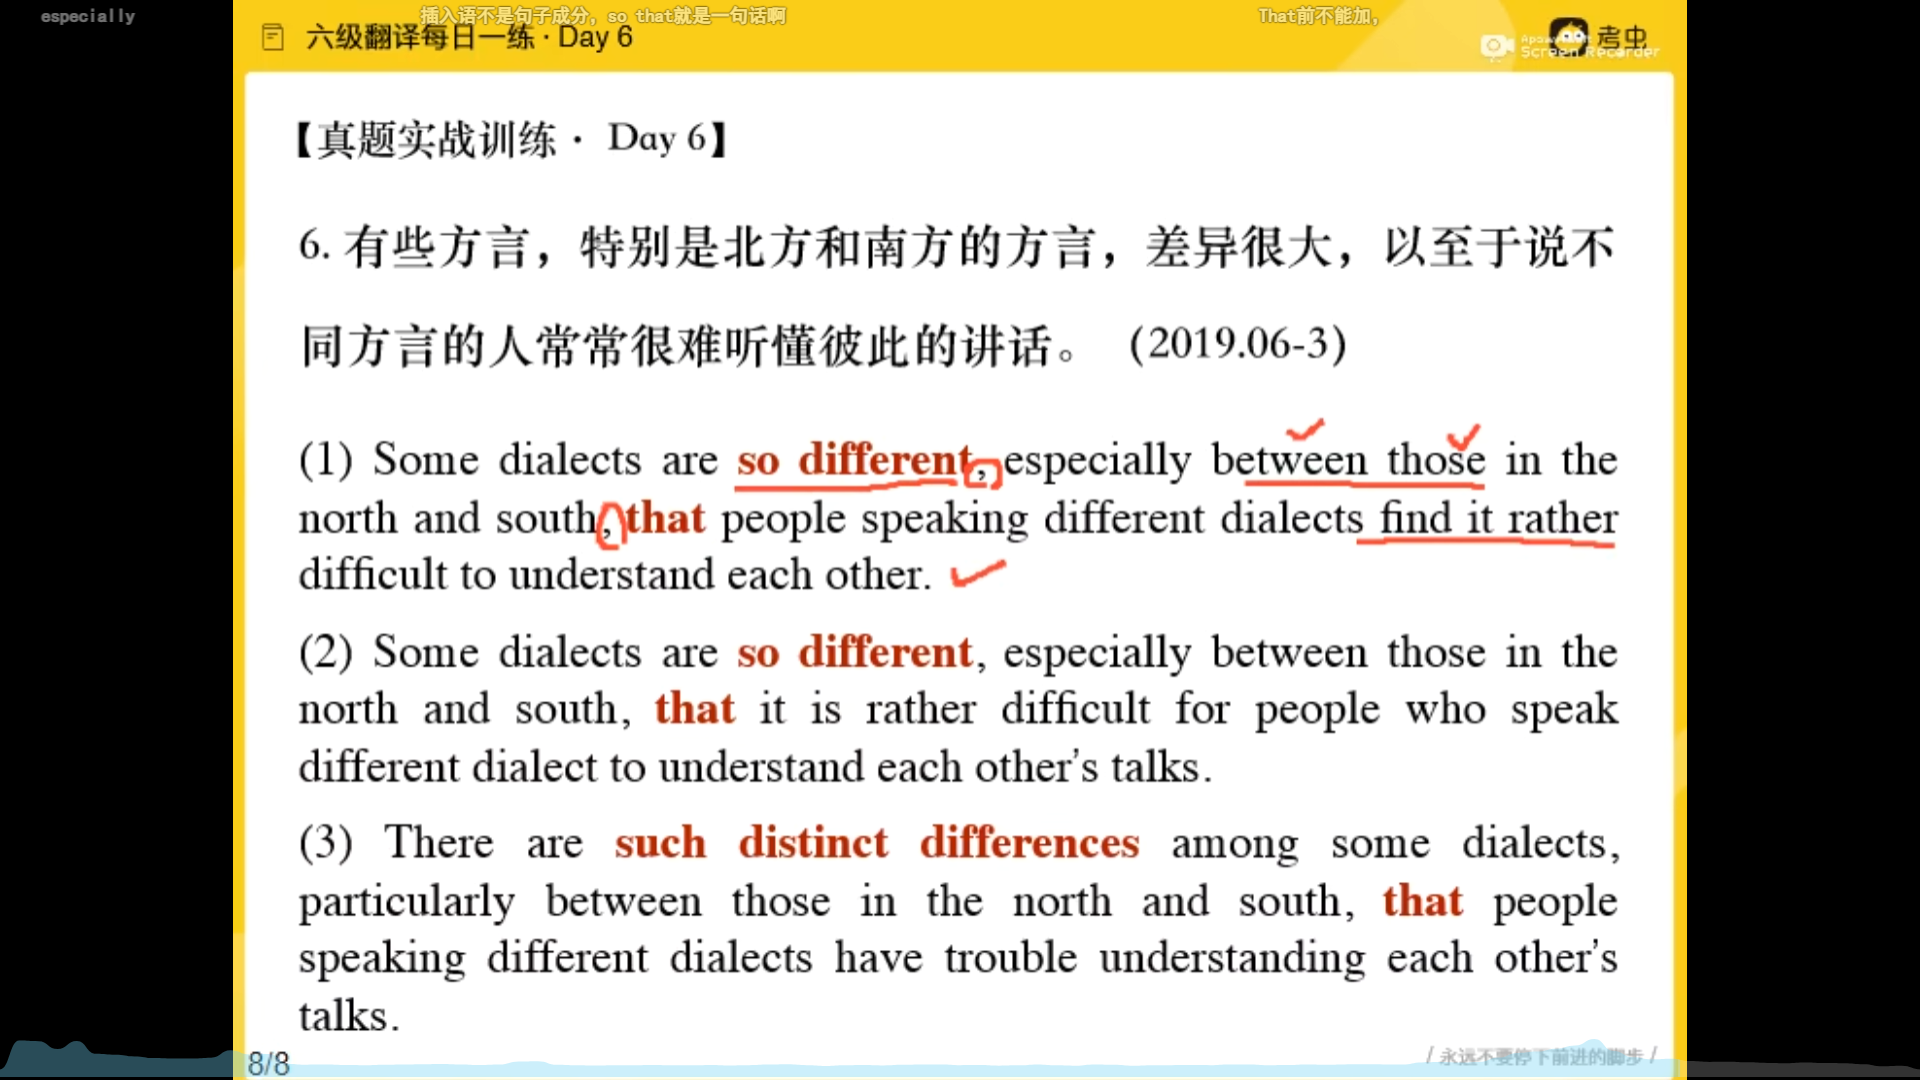 especially
插入语不是句子成分，so that就是一句话啊
That前不能加，
六级翻译每日一练 · Day 6
Screen Recorder
考虫
【真题实战训练 · Day 6】
6. 有些方言，特别是北方和南方的方言，差异很大，以至于说不
同方言的人常常很难听懂彼此的讲话。 (2019.06-3)
(1) Some dialects are so different, especially between those in the
north and south, that people speaking different dialects find it rather
difficult to understand each other.
(2) Some dialects are so different, especially between those in the
north and south, that it is rather difficult for people who speak
different dialect to understand each other's talks.
(3) There are such distinct differences among some dialects,
particularly between those in the north and south, that people
speaking different dialects have trouble understanding each other's
talks.
8/8
/ 永远不要停下前进的脚步 /